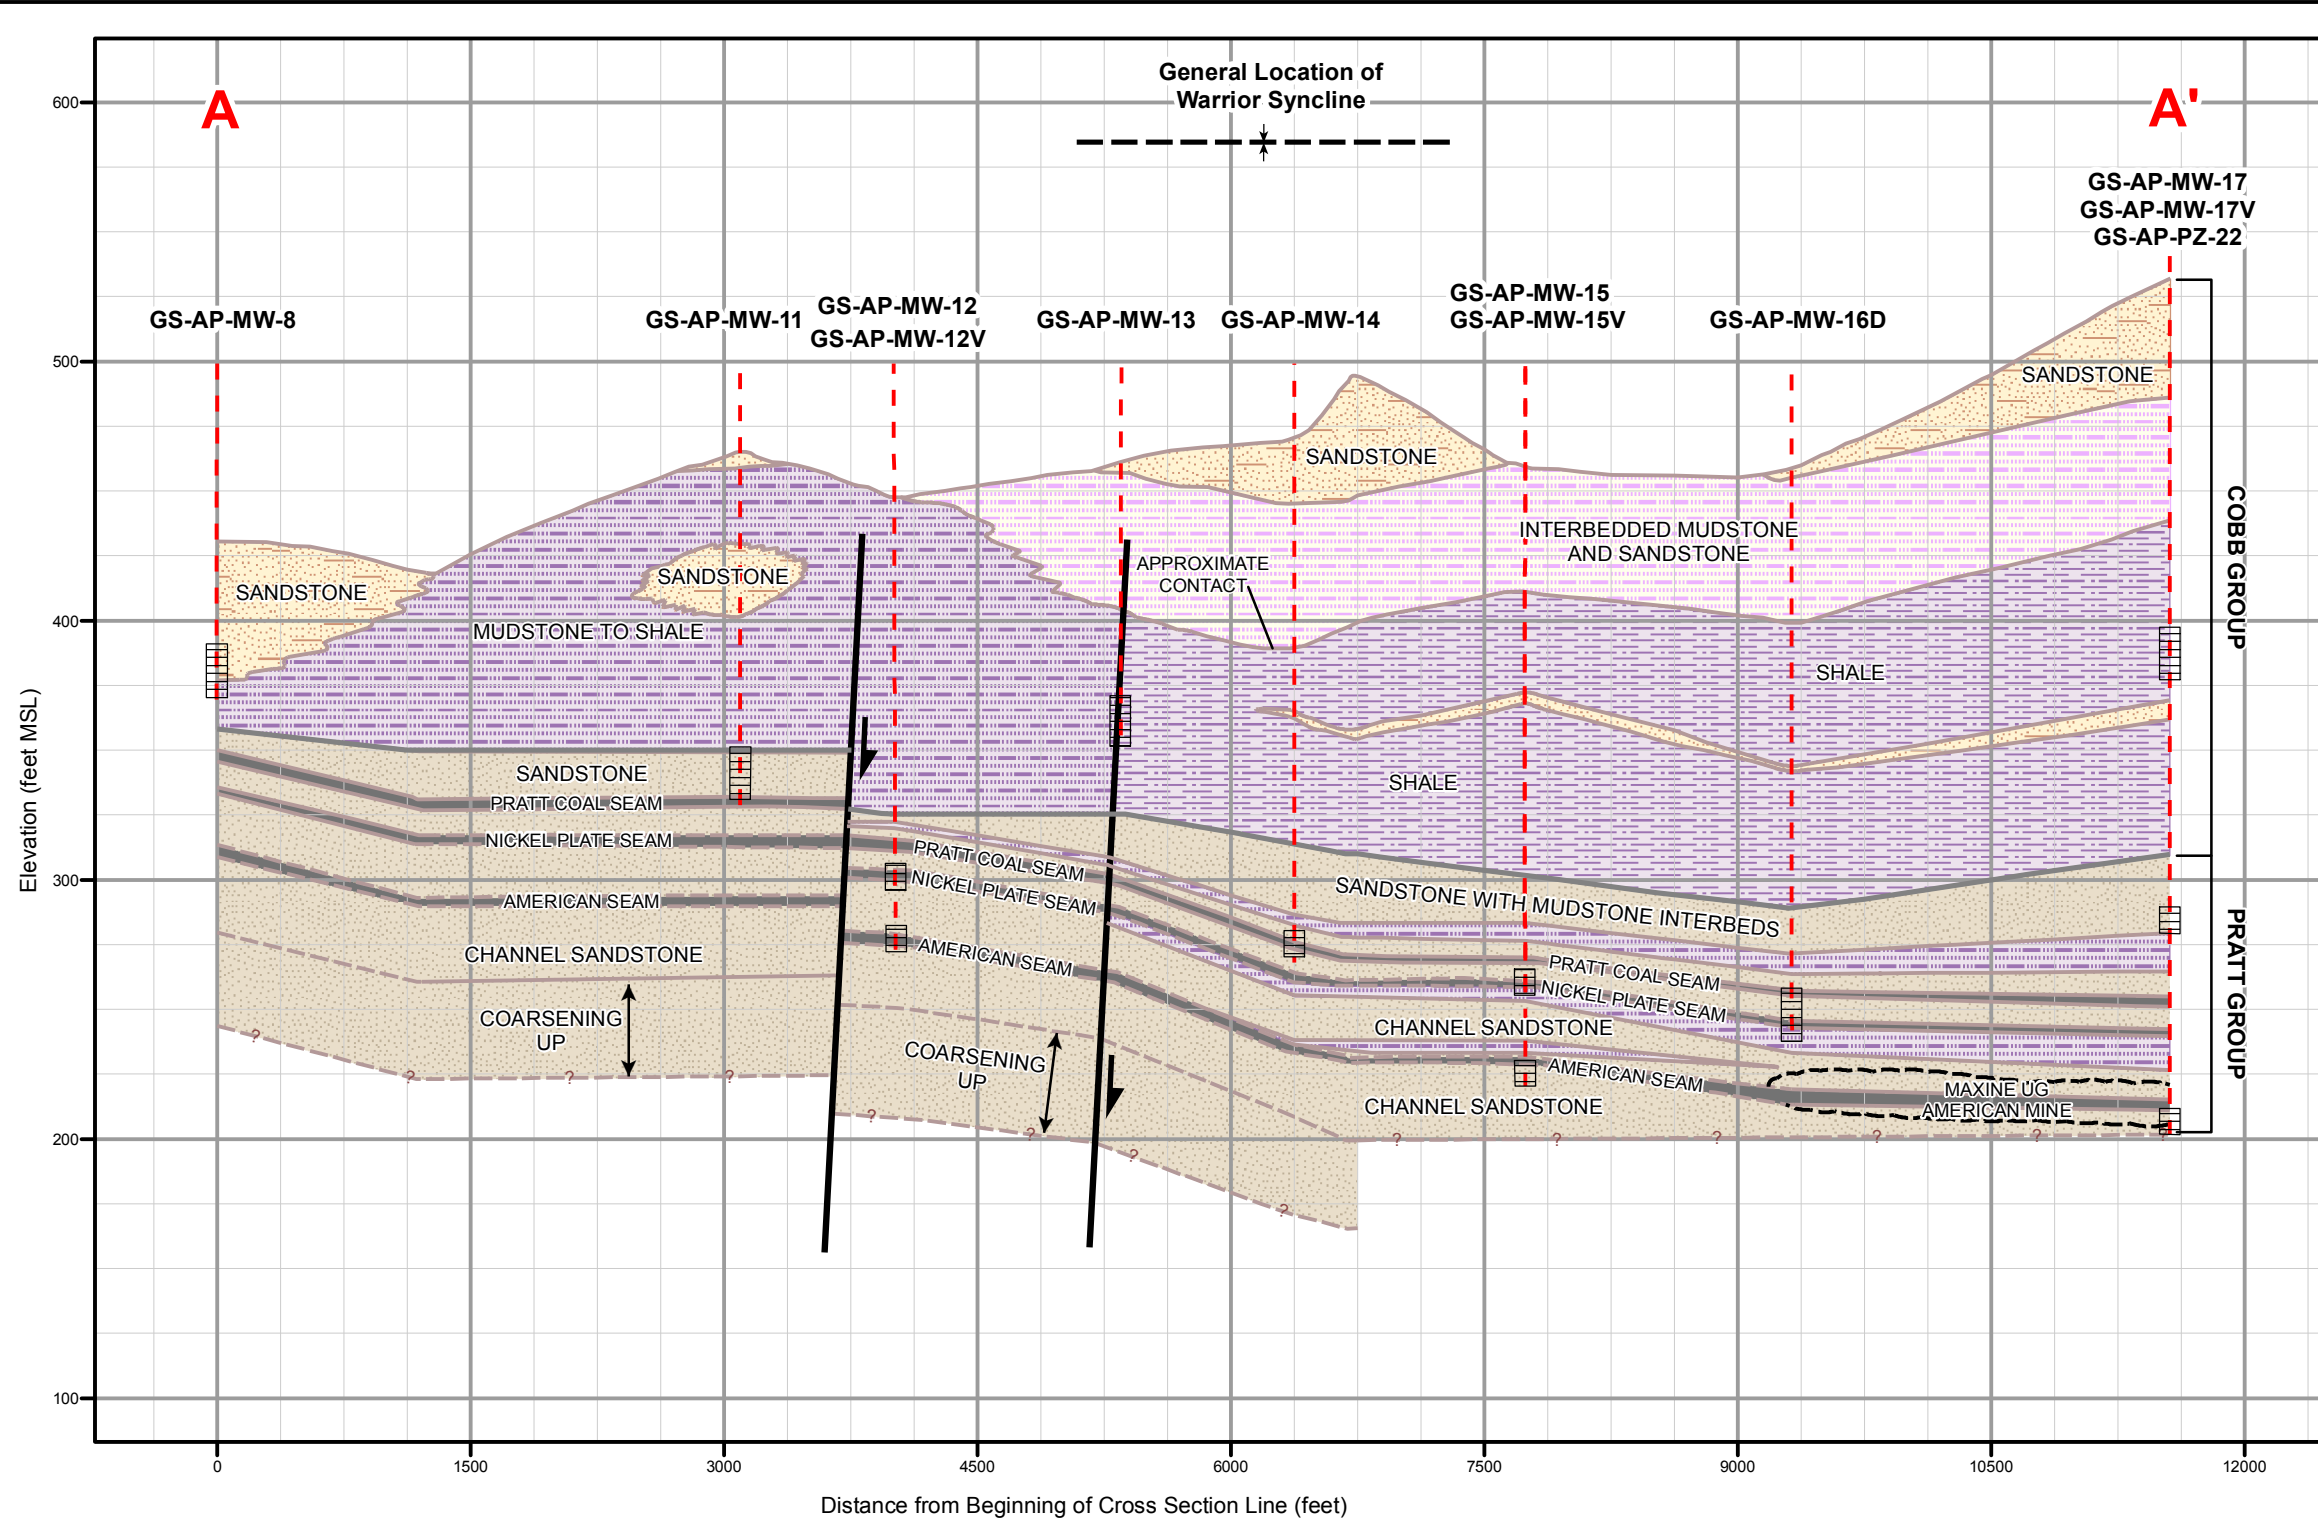 General Location of
Warrior Syncline
A
A'
600
500
400
300
200
100
Elevation (feet MSL)
GS-AP-MW-17
GS-AP-MW-17V
GS-AP-PZ-22
GS-AP-MW-8
GS-AP-MW-11
GS-AP-MW-12
GS-AP-MW-12V
GS-AP-MW-13
GS-AP-MW-14
GS-AP-MW-15
GS-AP-MW-15V
GS-AP-MW-16D
SANDSTONE
SANDSTONE
SANDSTONE
SANDSTONE
MUDSTONE TO SHALE
INTERBEDDED MUDSTONE
AND SANDSTONE
APPROXIMATE
CONTACT
SHALE
SHALE
COBB GROUP
PRATT GROUP
SANDSTONE
PRATT COAL SEAM
NICKEL PLATE SEAM
AMERICAN SEAM
CHANNEL SANDSTONE
COARSENING
UP
? ? ? ?
PRATT COAL SEAM
NICKEL PLATE SEAM
AMERICAN SEAM
COARSENING
UP
? ? ? ?
SANDSTONE WITH MUDSTONE INTERBEDS
PRATT COAL SEAM
NICKEL PLATE SEAM
CHANNEL SANDSTONE
AMERICAN SEAM
CHANNEL SANDSTONE
MAXINE UG
AMERICAN MINE
? ? ? ? ? ?
0 1500 3000 4500 6000 7500 9000 10500 12000
Distance from Beginning of Cross Section Line (feet)